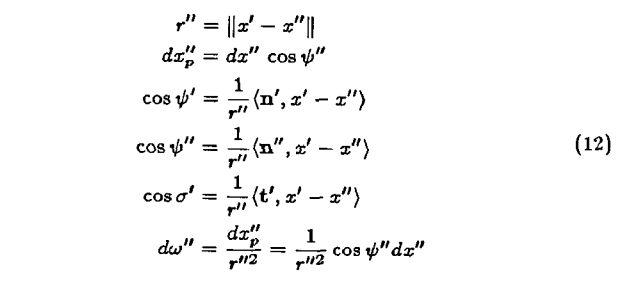 r'' = ||x' − x''||
dx''_p = dx'' cos ψ''
cos ψ' = 1/r'' ⟨n', x' − x''⟩
cos ψ'' = 1/r'' ⟨n'', x' − x''⟩ (12)
cos σ' = 1/r'' ⟨t', x' − x''⟩
dω'' = dx''_p / r''² = 1/r''² cos ψ'' dx''